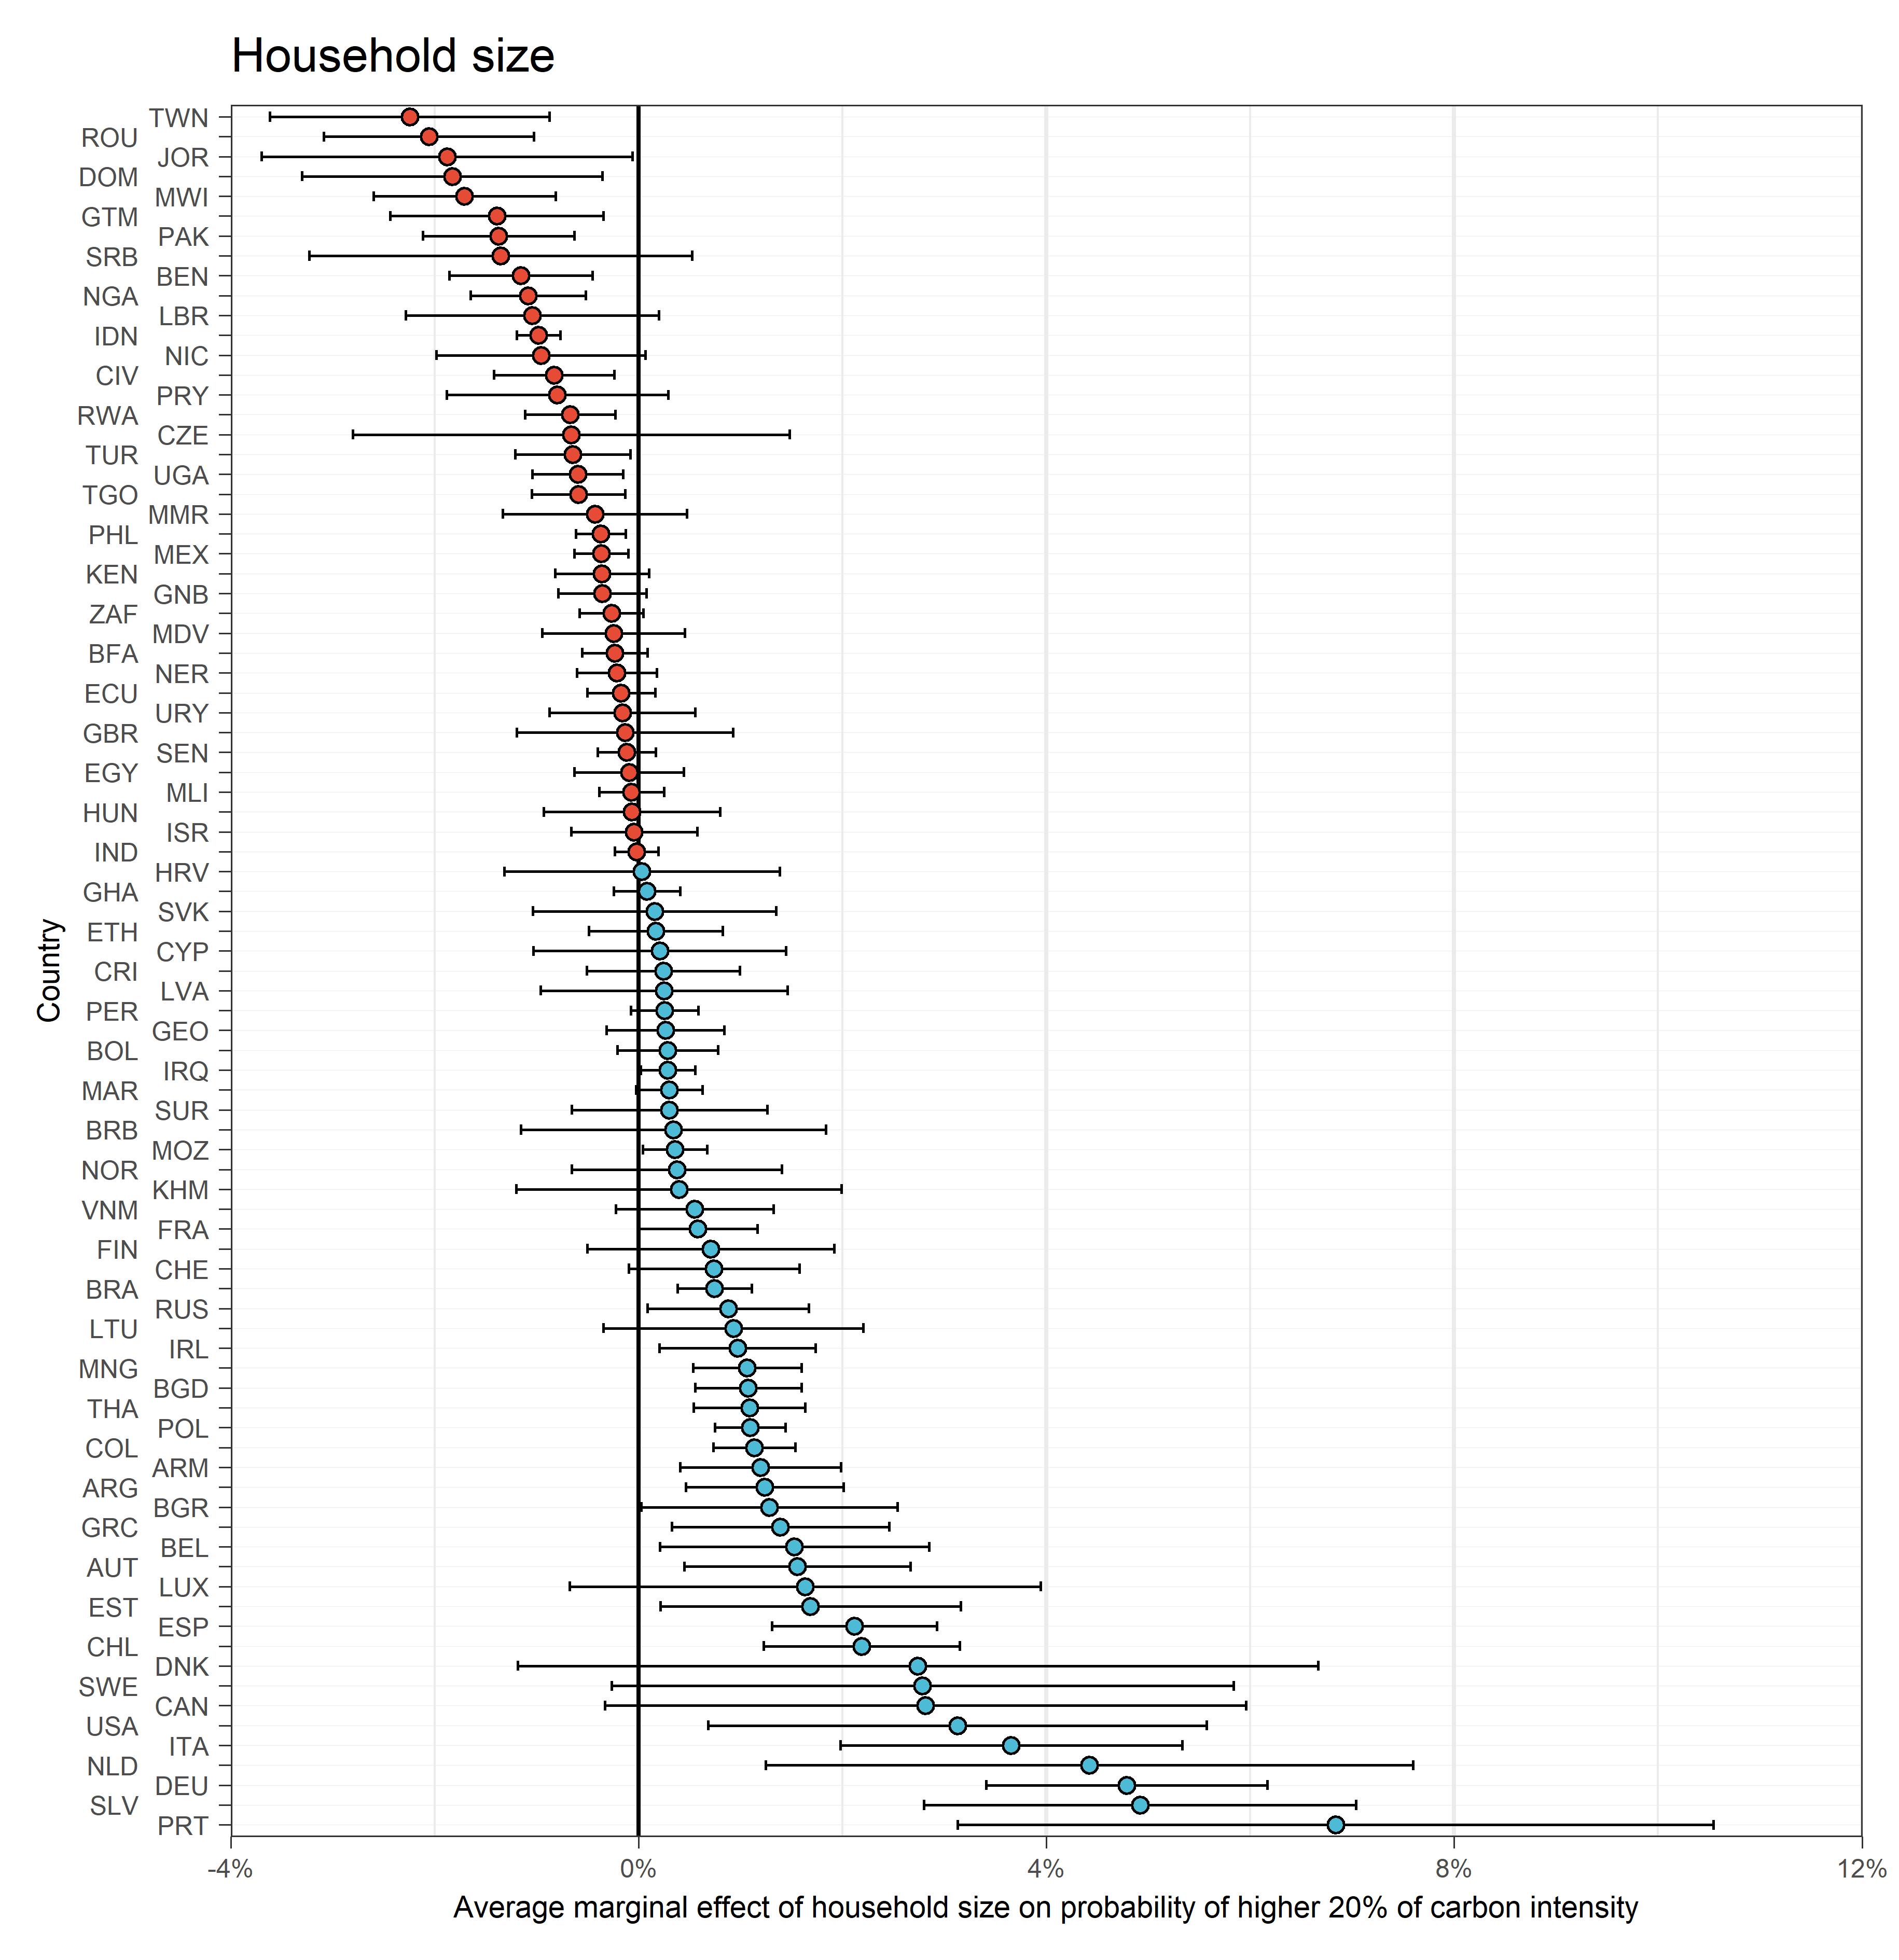 Household size
TWN
ROU
JOR
DOM
MWI
GTM
PAK
SRB
BEN
NGA
LBR
IDN
NIC
CIV
PRY
RWA
CZE
TUR
UGA
TGO
MMR
PHL
MEX
KEN
GNB
ZAF
MDV
BFA
NER
ECU
URY
GBR
SEN
EGY
MLI
HUN
ISR
IND
HRV
GHA
SVK
ETH
CYP
CRI
LVA
PER
GEO
BOL
IRQ
MAR
SUR
BRB
MOZ
NOR
KHM
VNM
FRA
FIN
CHE
BRA
RUS
LTU
IRL
MNG
BGD
THA
POL
COL
ARM
ARG
BGR
GRC
BEL
AUT
LUX
EST
ESP
CHL
DNK
SWE
CAN
USA
ITA
NLD
DEU
SLV
PRT
Country
-4% 0% 4% 8% 12%
Average marginal effect of household size on probability of higher 20% of carbon intensity